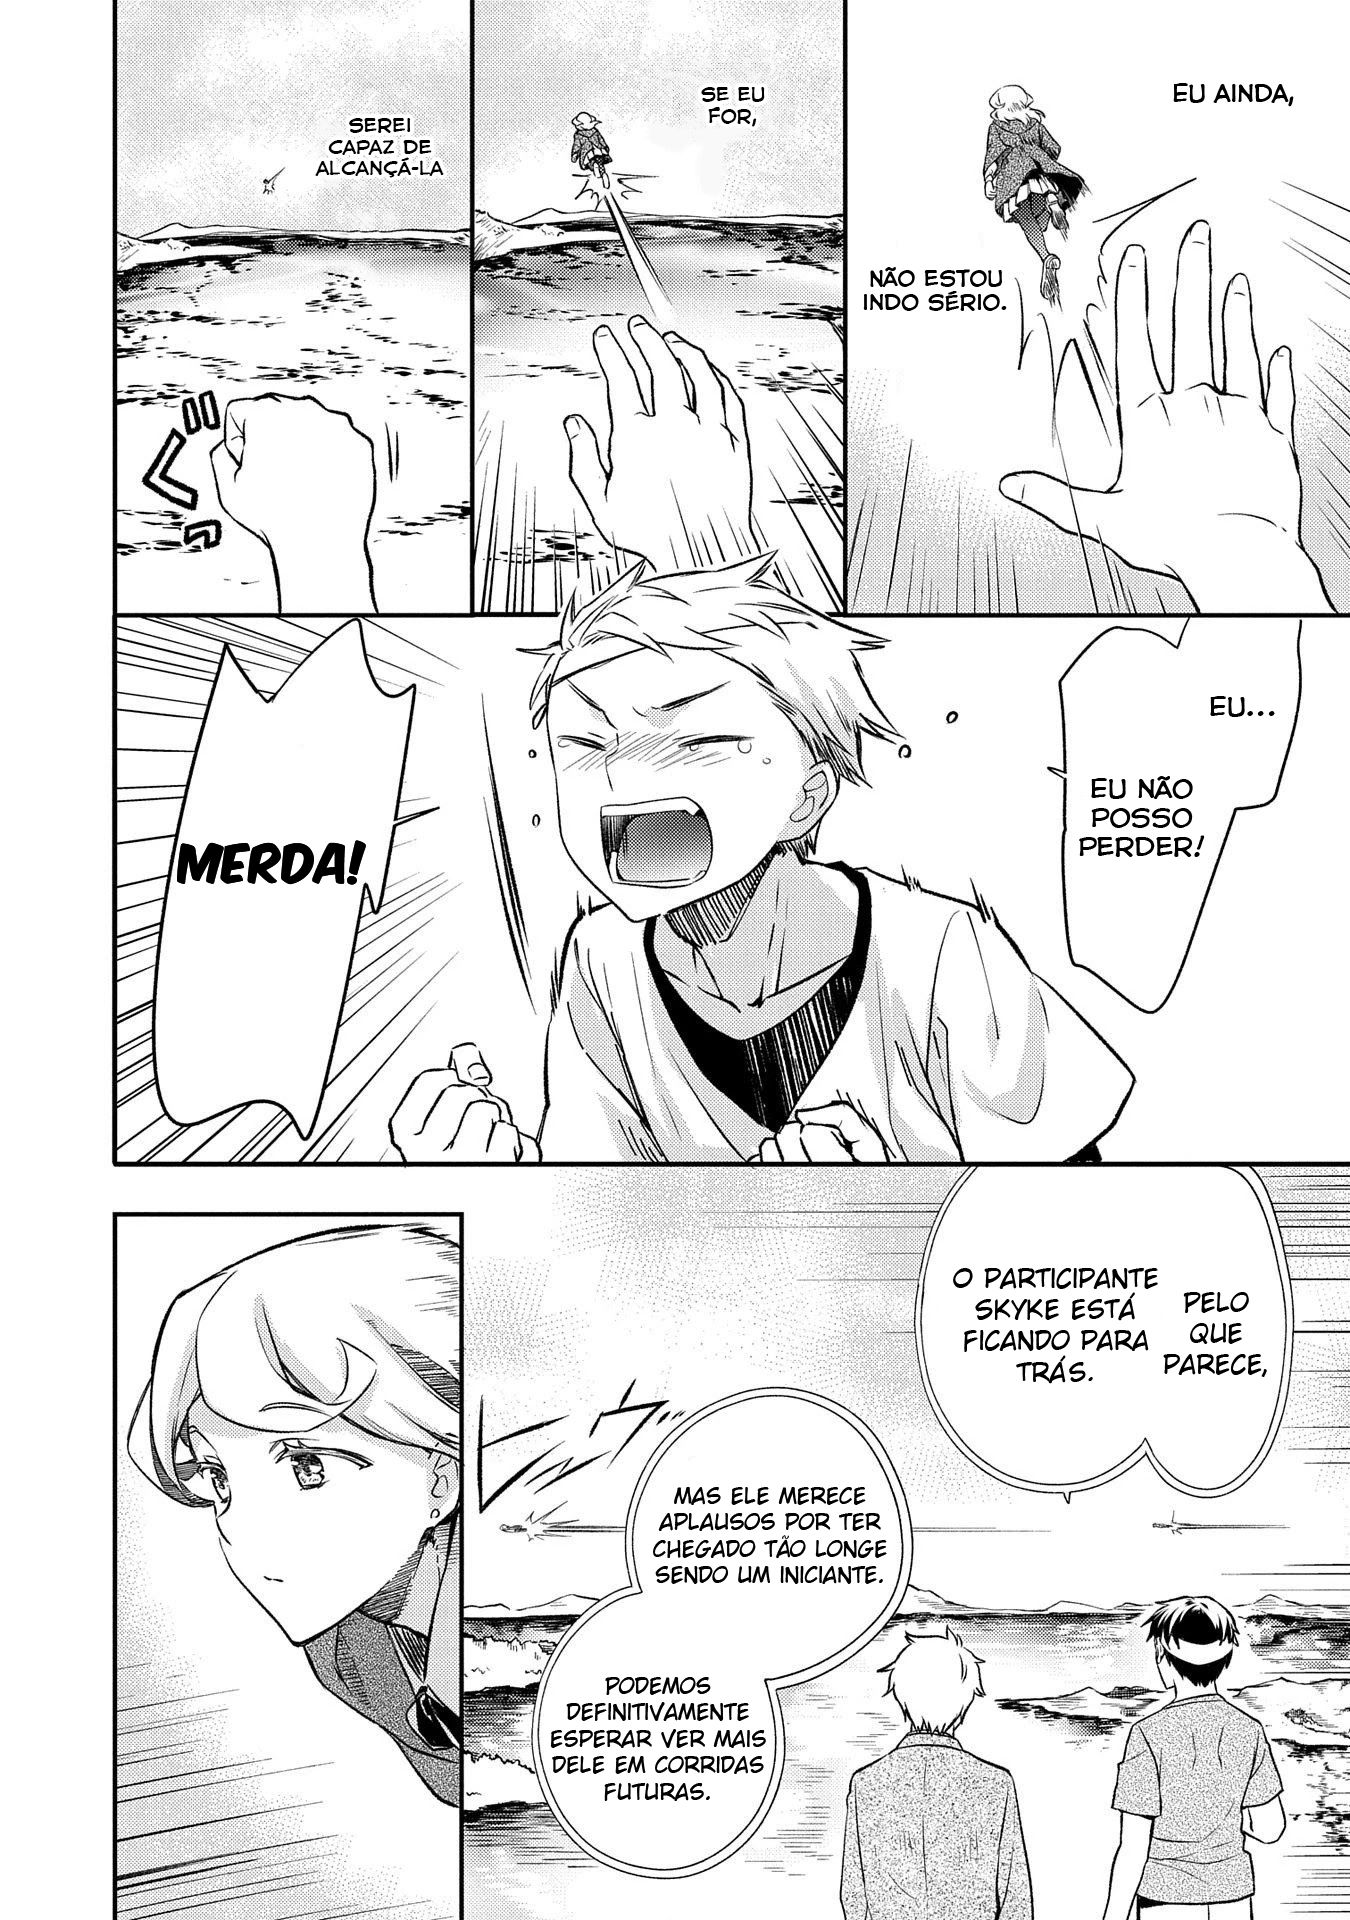 EU AINDA,
NÃO ESTOU
INDO SÉRIO.
SE EU
FOR,
SEREI
CAPAZ DE
ALCANÇÁ-LA
グッ
EU...
EU NÃO
POSSO
PERDER!
MERDA!
PELO
QUE
PARECE,
O PARTICIPANTE
SKYKE ESTÁ
FICANDO PARA
TRÁS.
MAS ELE MERECE
APLAUSOS POR TER
CHEGADO TÃO LONGE
SENDO UM INICIANTE.
PODEMOS
DEFINITIVAMENTE
ESPERAR VER MAIS
DELE EM CORRIDAS
FUTURAS.